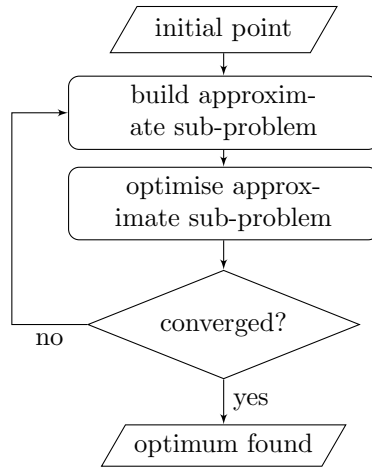 initial point
build approxim-
ate sub-problem
optimise approx-
imate sub-problem
converged?
no
yes
optimum found